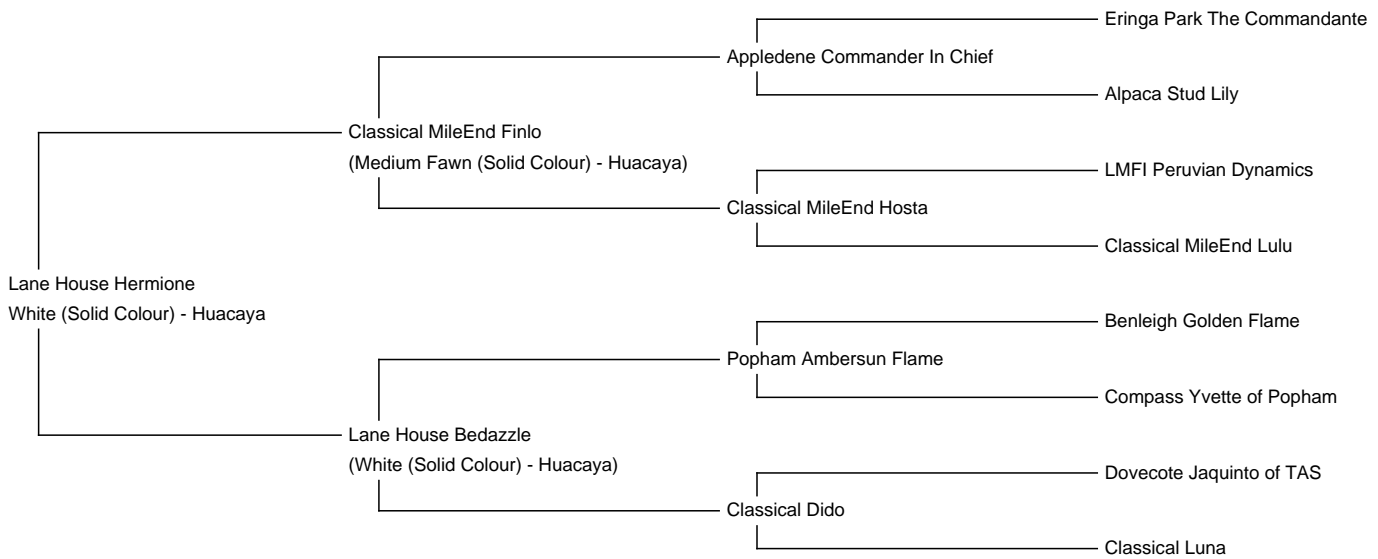 Eringa Park The Commandante
Appledene Commander In Chief
Alpaca Stud Lily
Classical MileEnd Finlo
(Medium Fawn (Solid Colour) - Huacaya)
LMFI Peruvian Dynamics
Classical MileEnd Hosta
Classical MileEnd Lulu
Lane House Hermione
White (Solid Colour) - Huacaya
Benleigh Golden Flame
Popham Ambersun Flame
Compass Yvette of Popham
Lane House Bedazzle
(White (Solid Colour) - Huacaya)
Dovecote Jaquinto of TAS
Classical Dido
Classical Luna